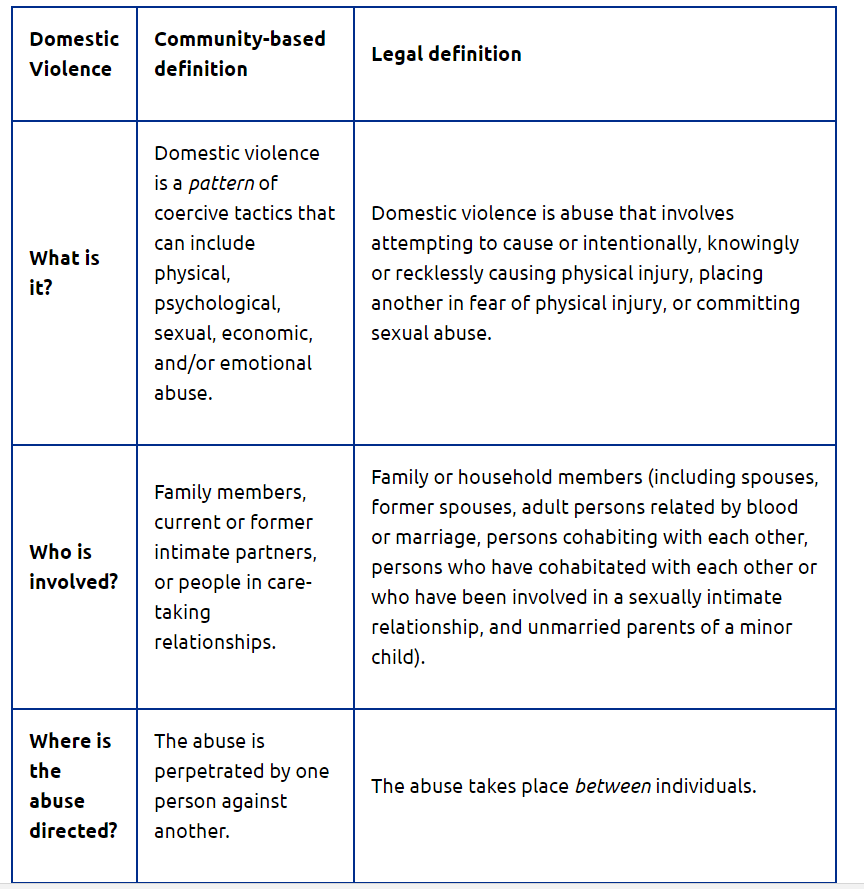 Domestic
Violence
Community-based
definition
Legal definition
What is
it?
Domestic violence
is a pattern of
coercive tactics that
can include
physical,
psychological,
sexual, economic,
and/or emotional
abuse.
Domestic violence is abuse that involves
attempting to cause or intentionally, knowingly
or recklessly causing physical injury, placing
another in fear of physical injury, or committing
sexual abuse.
Who is
involved?
Family members,
current or former
intimate partners,
or people in care-
taking
relationships.
Family or household members (including spouses,
former spouses, adult persons related by blood
or marriage, persons cohabiting with each other,
persons who have cohabitated with each other or
who have been involved in a sexually intimate
relationship, and unmarried parents of a minor
child).
Where is
the
abuse
directed?
The abuse is
perpetrated by one
person against
another.
The abuse takes place between individuals.